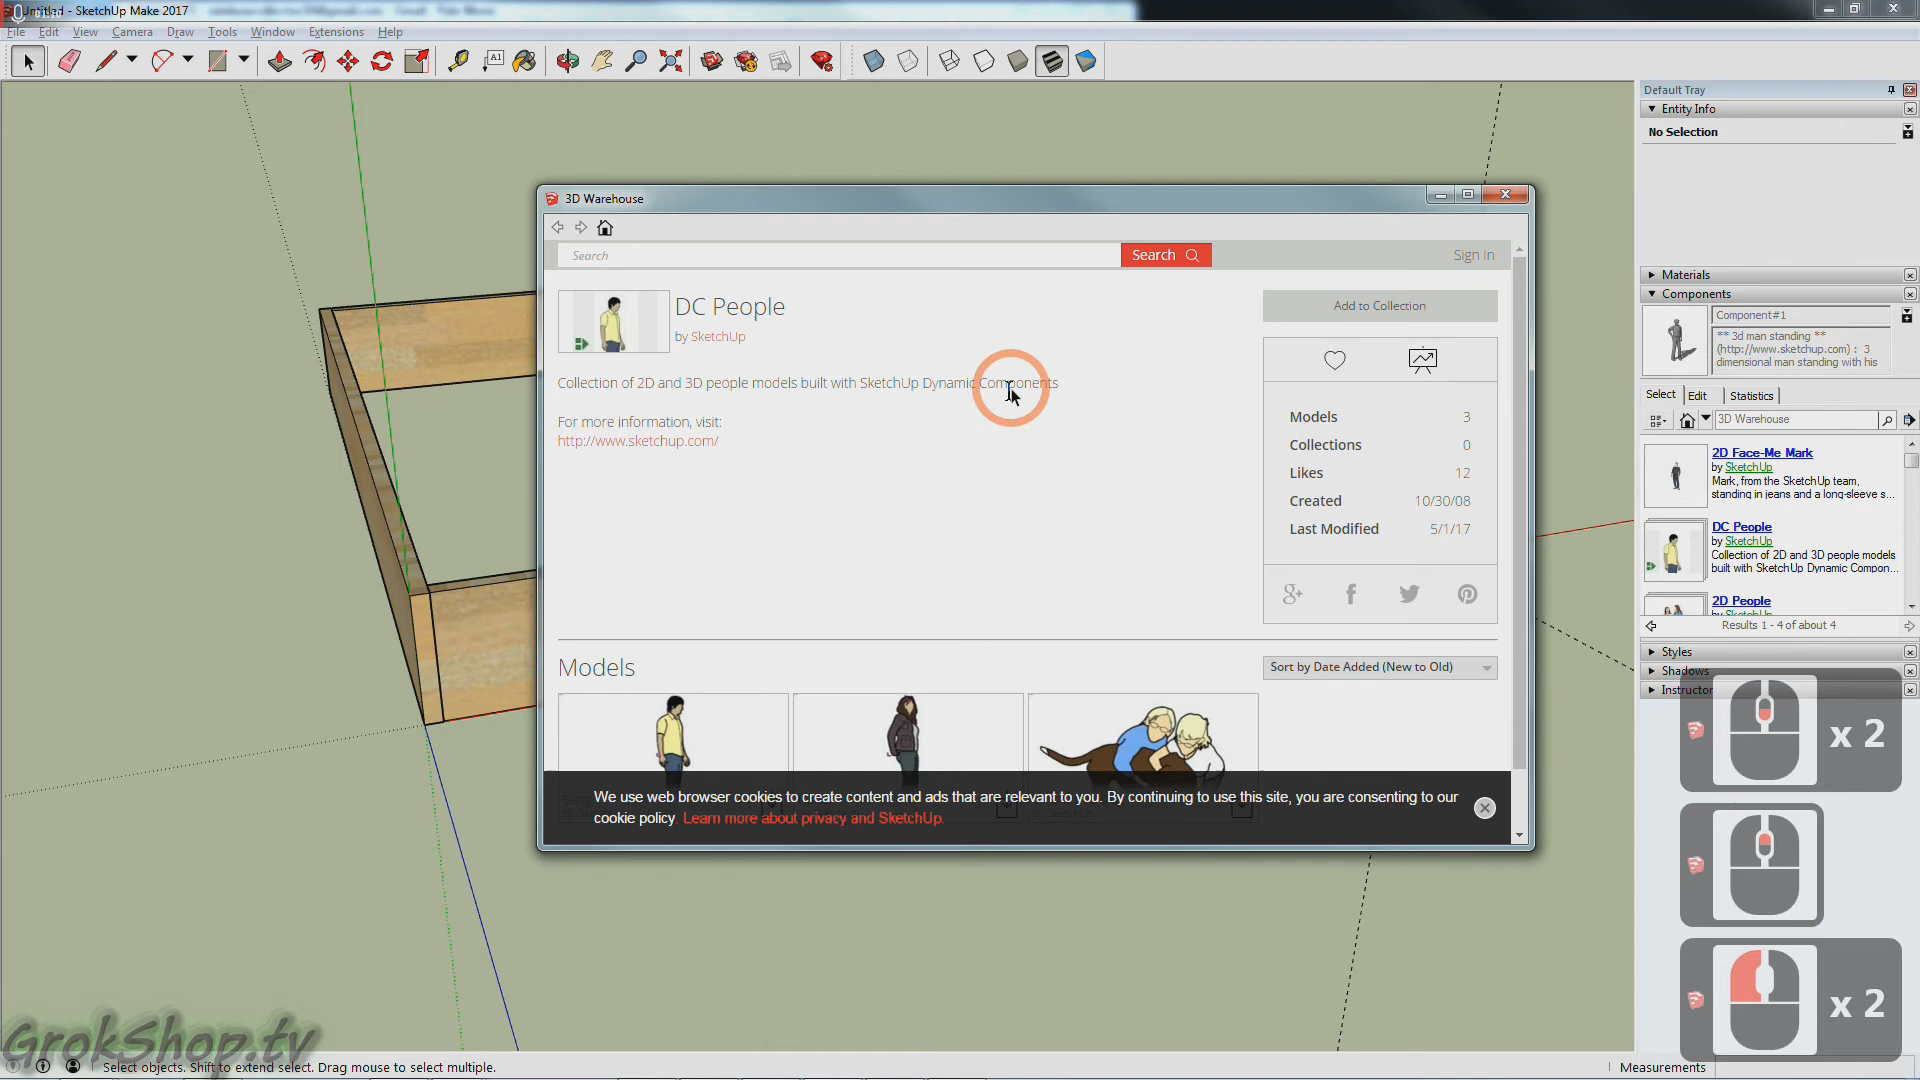 Untitled - SketchUp Make 2017
File Edit View Camera Draw Tools Window Extensions Help
A1
Default Tray
Entity Info
No Selection
3D Warehouse
Search
Search
Sign In
DC People
by SketchUp
Add to Collection
Collection of 2D and 3D people models built with SketchUp Dynamic Components
For more information, visit:
http://www.sketchup.com/
Models 3
Collections 0
Likes 12
Created 10/30/08
Last Modified 5/1/17
Models
Sort by Date Added (New to Old)
We use web browser cookies to create content and ads that are relevant to you. By continuing to use this site, you are consenting to our
cookie policy. Learn more about privacy and SketchUp.
Materials
Components
Component#1
** 3d man standing **
(http://www.sketchup.com) : 3
dimensional man standing with his
Select Edit Statistics
3D Warehouse
2D Face-Me Mark
by SketchUp
Mark, from the SketchUp team,
standing in jeans and a long-sleeve s...
DC People
by SketchUp
Collection of 2D and 3D people models
built with SketchUp Dynamic Compon...
2D People
Results 1 - 4 of about 4
Styles
Shadows
Instructor
x 2
x 2
GrokShop.tv
Select objects. Shift to extend select. Drag mouse to select multiple.
Measurements